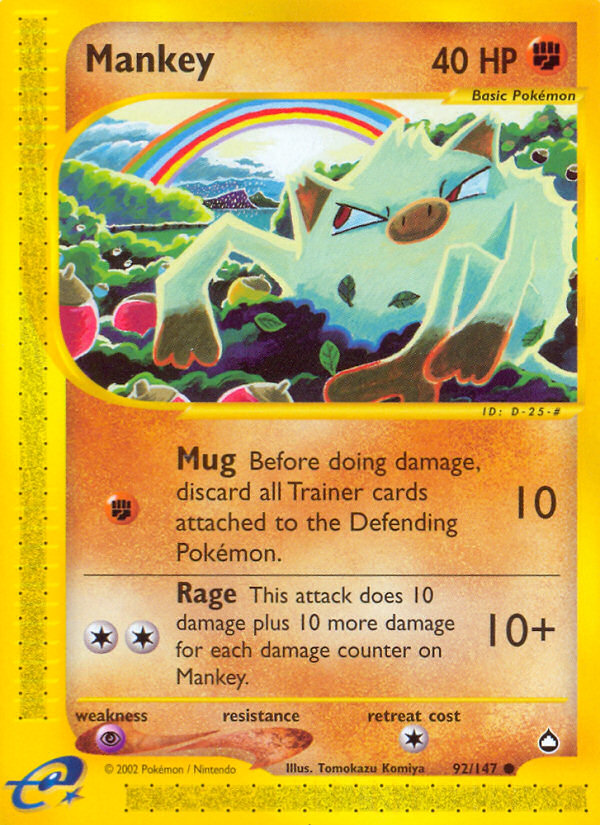 Mankey 40 HP
Basic Pokémon
ID: D-25-#
Mug Before doing damage,
discard all Trainer cards
attached to the Defending
Pokémon.
10
Rage This attack does 10
damage plus 10 more damage
for each damage counter on
Mankey.
10+
weakness resistance retreat cost
© 2002 Pokémon / Nintendo Illus. Tomokazu Komiya 92/147
e